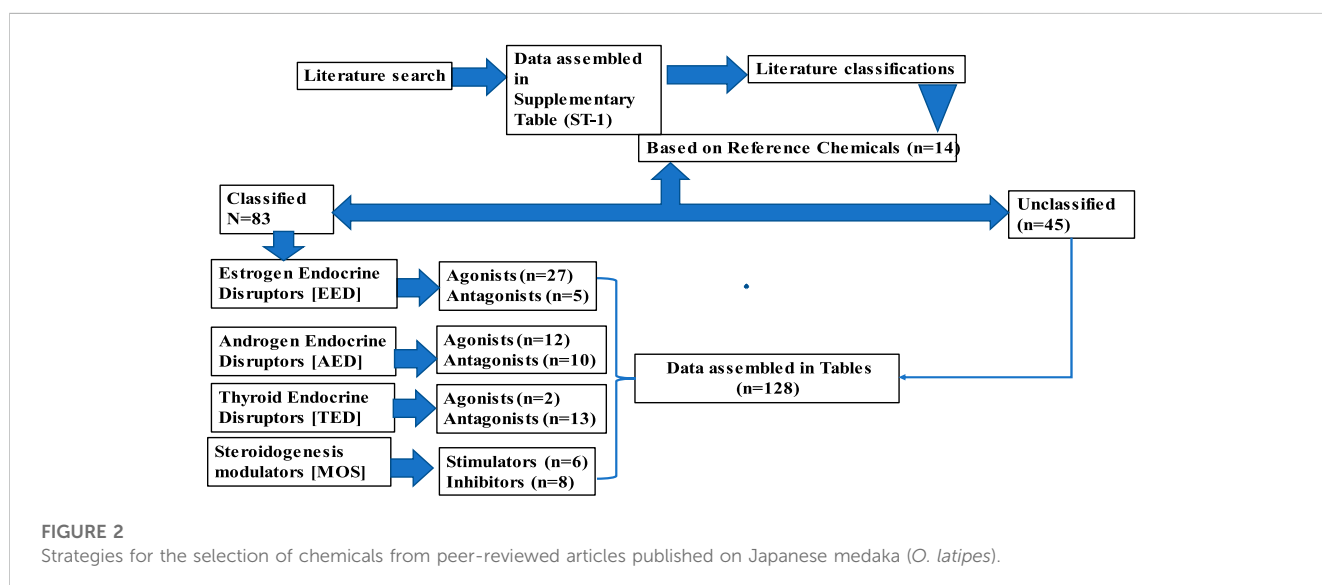 Literature search
Data assembled
in
Supplementary
Table (ST-1)
Literature classifications
Based on Reference Chemicals (n=14)
Classified
N=83
Unclassified
(n=45)
Estrogen Endocrine
Disruptors [EED]
Agonists (n=27)
Antagonists (n=5)
Androgen Endocrine
Disruptors [AED]
Agonists (n=12)
Antagonists (n=10)
Data assembled in Tables
(n=128)
Thyroid Endocrine
Disruptors [TED]
Agonists (n=2)
Antagonists (n=13)
Steroidogenesis
modulators [MOS]
Stimulators (n=6)
Inhibitors (n=8)
FIGURE 2
Strategies for the selection of chemicals from peer-reviewed articles published on Japanese medaka (O. latipes).